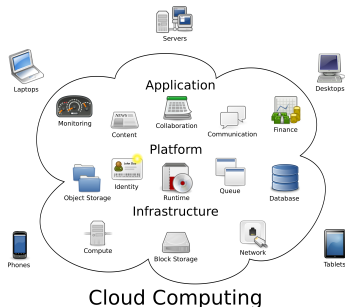 Servers
Laptops
Desktops
Application
Monitoring
NEWS
Content
Collaboration
Communication
Finance
Platform
Object Storage
Identity
Runtime
Queue
Database
Infrastructure
Compute
Block Storage
Network
Phones
Tablets
Cloud Computing